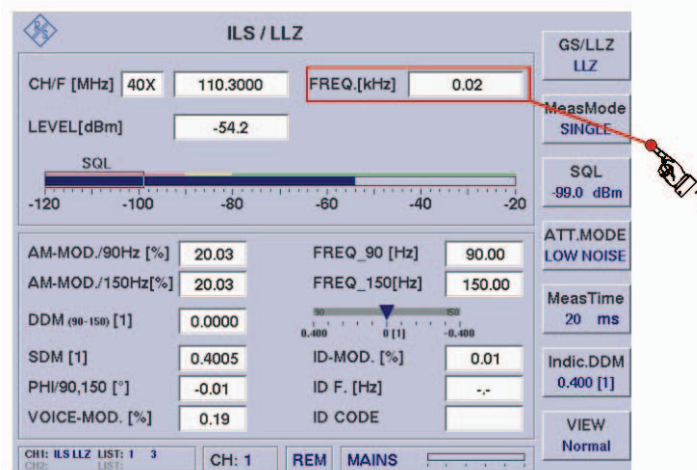 ILS / LLZ
CH/F [MHz] 40X 110.3000 FREQ.[kHz] 0.02
LEVEL[dBm] -54.2
SQL
-120 -100 -80 -60 -40 -20
AM-MOD./90Hz [%] 20.03 FREQ_90 [Hz] 90.00
AM-MOD./150Hz[%] 20.03 FREQ_150[Hz] 150.00
DDM (90-150) [1] 0.0000
90 150
0.400 0 [1] -0.400
SDM [1] 0.4005 ID-MOD. [%] 0.01
PHI/90,150 [°] -0.01 ID F. [Hz] -.-
VOICE-MOD. [%] 0.19 ID CODE
CH1: ILS LLZ LIST: 1 3
CH2: LIST:
CH: 1 REM MAINS
GS/LLZ
LLZ
MeasMode
SINGLE
SQL
-99.0 dBm
ATT.MODE
LOW NOISE
MeasTime
20 ms
Indic.DDM
0.400 [1]
VIEW
Normal